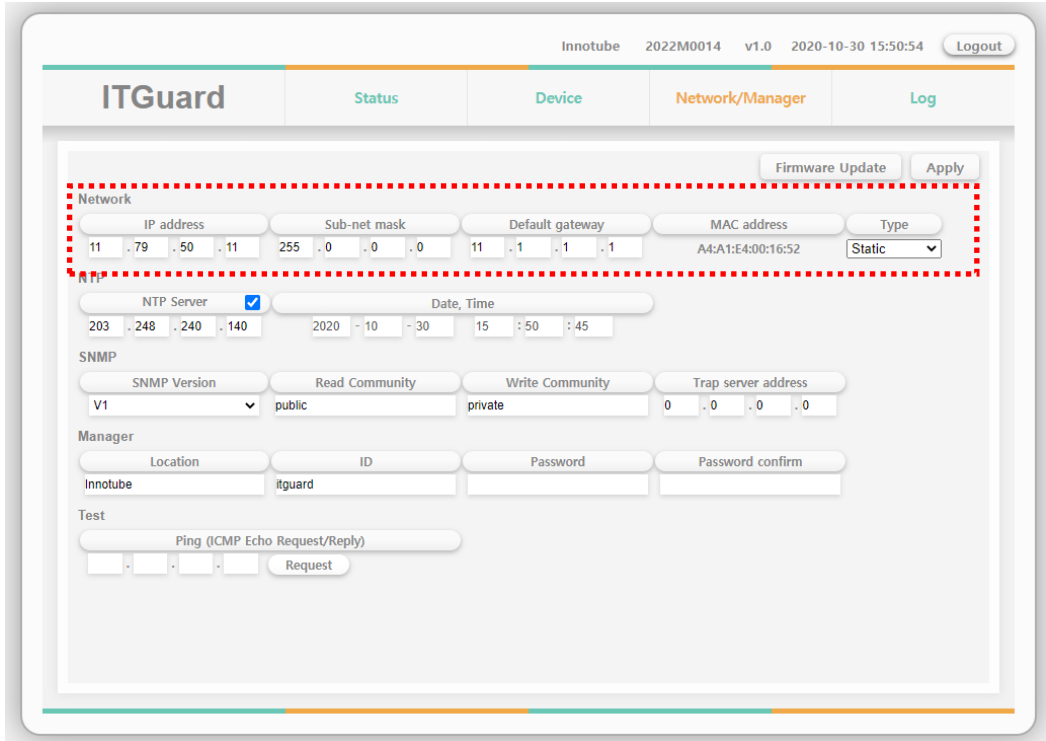 Innotube 2022M0014 v1.0 2020-10-30 15:50:54 Logout
ITGuard Status Device Network/Manager Log
Firmware Update Apply
Network
IP address Sub-net mask Default gateway MAC address Type
11 . 79 . 50 . 11 255 . 0 . 0 . 0 11 . 1 . 1 . 1 A4:A1:E4:00:16:52 Static
NTP
NTP Server Date, Time
203 . 248 . 240 . 140 2020 - 10 - 30 15 : 50 : 45
SNMP
SNMP Version Read Community Write Community Trap server address
V1 public private 0 . 0 . 0 . 0
Manager
Location ID Password Password confirm
Innotube itguard
Test
Ping (ICMP Echo Request/Reply)
. . . Request